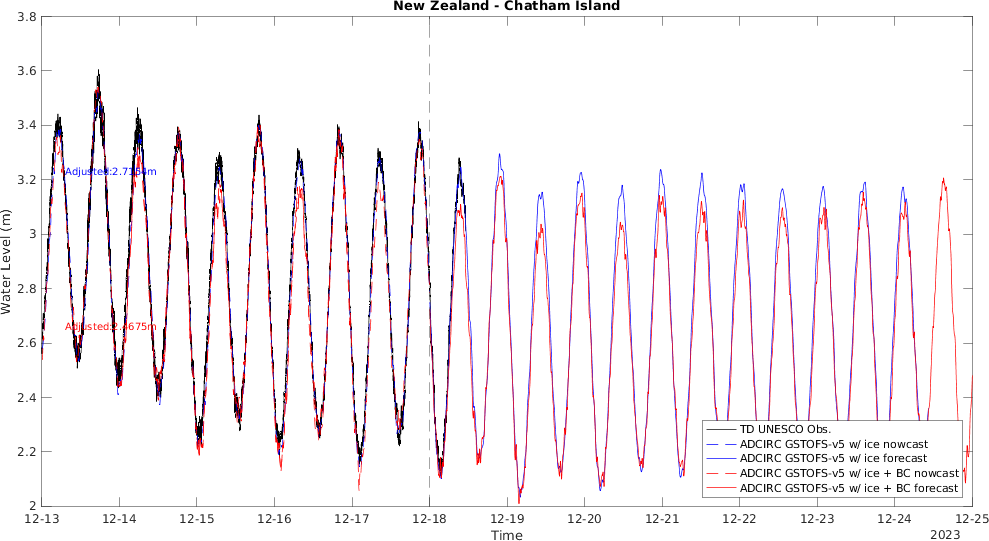 New Zealand - Chatham Island
3.8
3.6
3.4
3.2
3
2.8
2.6
2.4
2.2
2
Water Level (m)
TD UNESCO Obs.
ADCIRC GSTOFS-v5 w/ ice nowcast
ADCIRC GSTOFS-v5 w/ ice forecast
ADCIRC GSTOFS-v5 w/ ice + BC nowcast
ADCIRC GSTOFS-v5 w/ ice + BC forecast
12-13 12-14 12-15 12-16 12-17 12-18 12-19 12-20 12-21 12-22 12-23 12-24 12-25
Time
2023